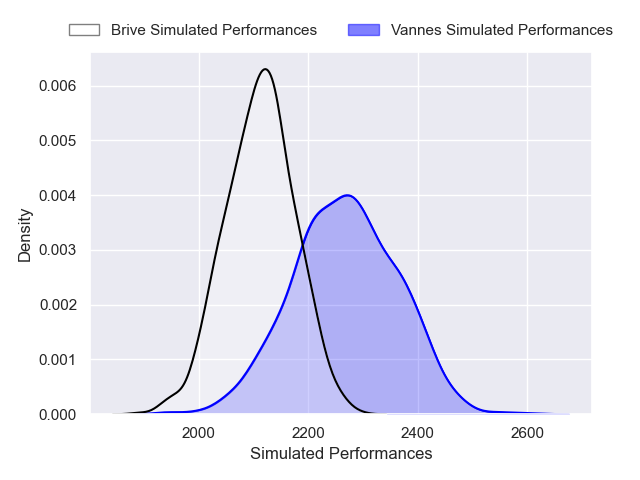 Brive Simulated Performances Vannes Simulated Performances
0.006
0.005
0.004
0.003
0.002
0.001
0.000
Density
2000 2200 2400 2600
Simulated Performances